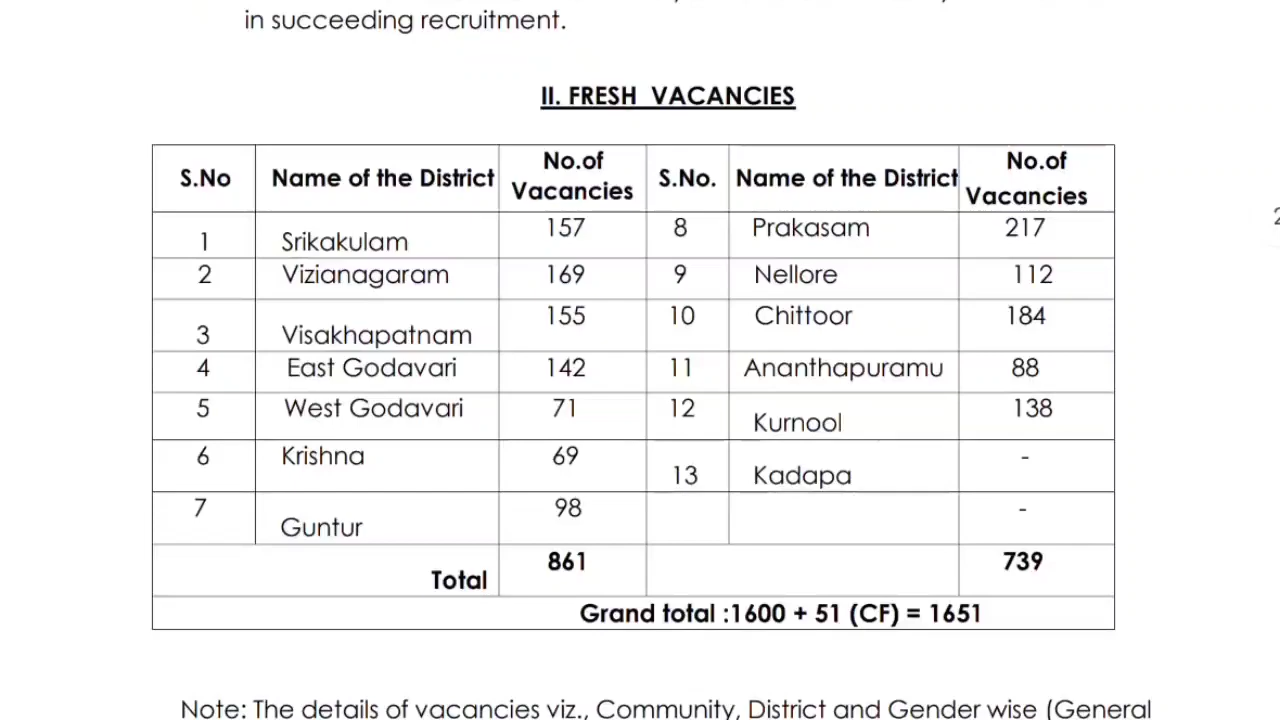 in succeeding recruitment.
II. FRESH VACANCIES
S.No Name of the District No.of Vacancies S.No. Name of the District No.of Vacancies
1 Srikakulam 157 8 Prakasam 217
2 Vizianagaram 169 9 Nellore 112
3 Visakhapatnam 155 10 Chittoor 184
4 East Godavari 142 11 Ananthapuramu 88
5 West Godavari 71 12 Kurnool 138
6 Krishna 69 13 Kadapa -
7 Guntur 98 -
Total 861 739
Grand total :1600 + 51 (CF) = 1651
Note: The details of vacancies viz., Community, District and Gender wise (General